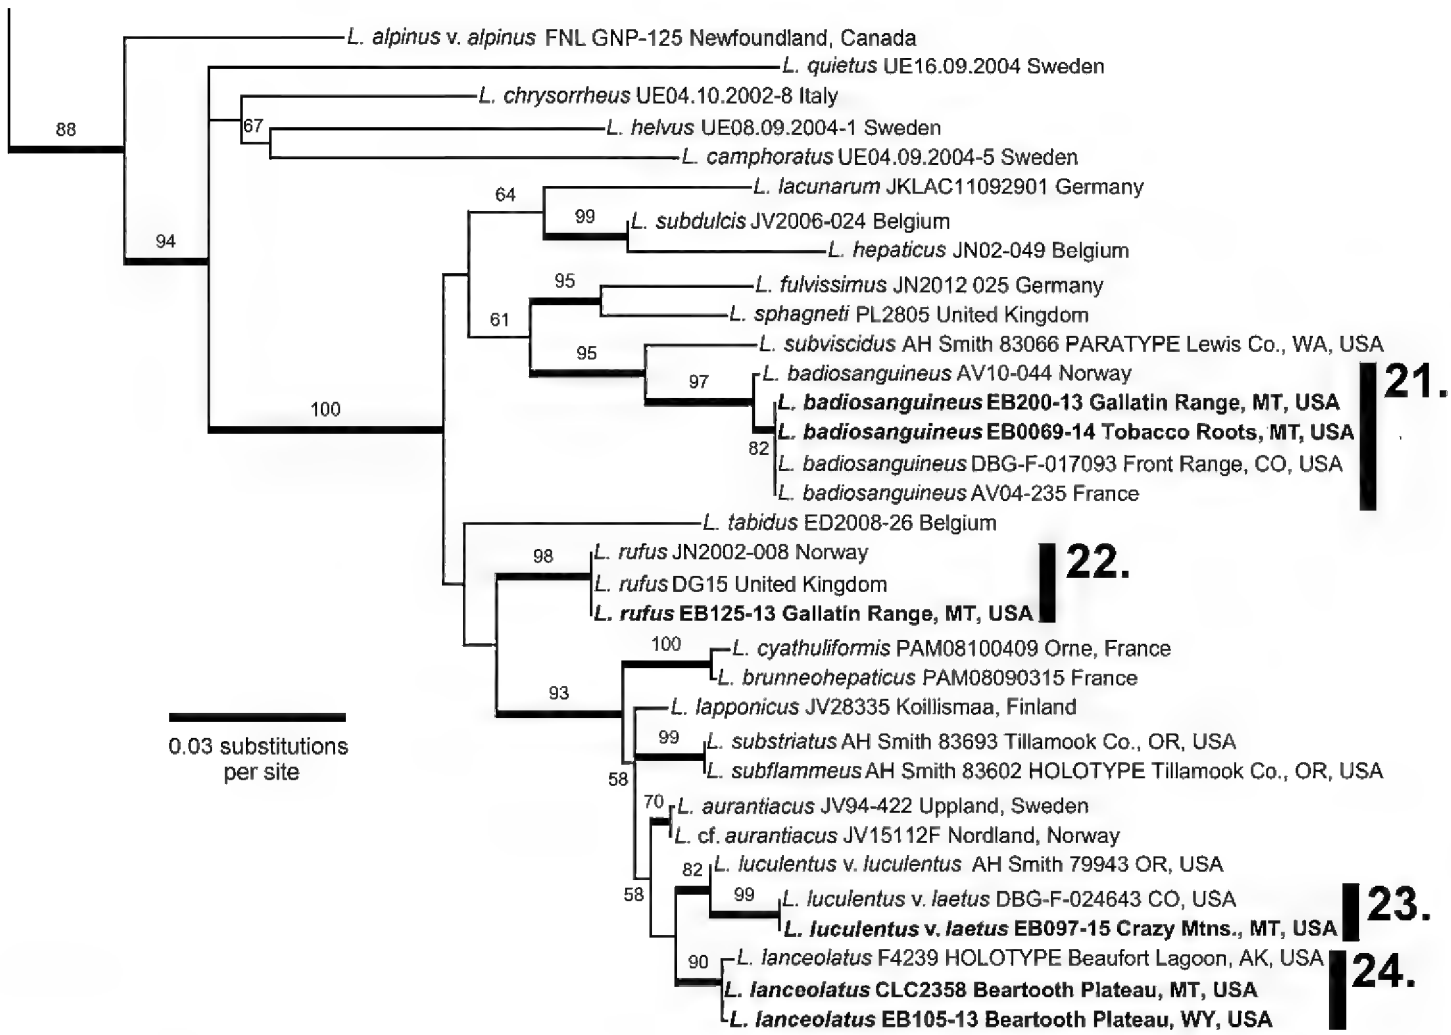 L. alpinus v. alpinus FNL GNP-125 Newfoundland, Canada
L. quietus UE16.09.2004 Sweden
L. chrysorrheus UE04.10.2002-8 Italy
88
67
L. helvus UE08.09.2004-1 Sweden
L. camphoratus UE04.09.2004-5 Sweden
64
L. lacunarum JKLAC11092901 Germany
99
L. subdulcis JV2006-024 Belgium
94
L. hepaticus JN02-049 Belgium
95
L. fulvissimus JN2012 025 Germany
61
L. sphagneti PL2805 United Kingdom
95
L. subviscidus AH Smith 83066 PARATYPE Lewis Co., WA, USA
97
L. badiosanguineus AV10-044 Norway
21.
100
L. badiosanguineus EB200-13 Gallatin Range, MT, USA
L. badiosanguineus EB0069-14 Tobacco Roots, MT, USA
82
L. badiosanguineus DBG-F-017093 Front Range, CO, USA
L. badiosanguineus AV04-235 France
L. tabidus ED2008-26 Belgium
98
L. rufus JN2002-008 Norway
22.
L. rufus DG15 United Kingdom
L. rufus EB125-13 Gallatin Range, MT, USA
100
L. cyathuliformis PAM08100409 Orne, France
L. brunneohepaticus PAM08090315 France
93
L. lapponicus JV28335 Koillismaa, Finland
0.03 substitutions
per site
99
L. substriatus AH Smith 83693 Tillamook Co., OR, USA
58
L. subflammeus AH Smith 83602 HOLOTYPE Tillamook Co., OR, USA
70
L. aurantiacus JV94-422 Uppland, Sweden
L. cf. aurantiacus JV15112F Nordland, Norway
82
L. luculentus v. luculentus AH Smith 79943 OR, USA
58
99
L. luculentus v. laetus DBG-F-024643 CO, USA
23.
L. luculentus v. laetus EB097-15 Crazy Mtns., MT, USA
90
L. lanceolatus F4239 HOLOTYPE Beaufort Lagoon, AK, USA
24.
L. lanceolatus CLC2358 Beartooth Plateau, MT, USA
L. lanceolatus EB105-13 Beartooth Plateau, WY, USA